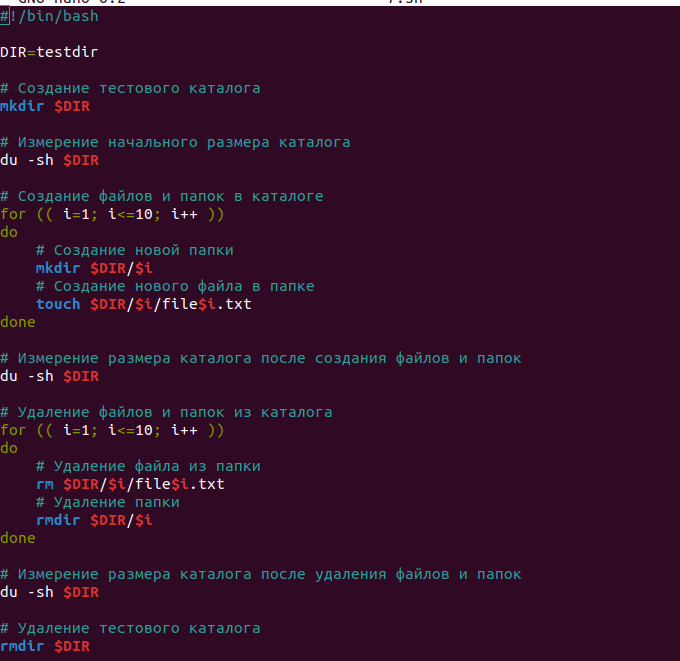 #!/bin/bash
DIR=testdir
# Создание тестового каталога
mkdir $DIR
# Измерение начального размера каталога
du -sh $DIR
# Создание файлов и папок в каталоге
for (( i=1; i<=10; i++ ))
do
# Создание новой папки
mkdir $DIR/$i
# Создание нового файла в папке
touch $DIR/$i/file$i.txt
done
# Измерение размера каталога после создания файлов и папок
du -sh $DIR
# Удаление файлов и папок из каталога
for (( i=1; i<=10; i++ ))
do
# Удаление файла из папки
rm $DIR/$i/file$i.txt
# Удаление папки
rmdir $DIR/$i
done
# Измерение размера каталога после удаления файлов и папок
du -sh $DIR
# Удаление тестового каталога
rmdir $DIR